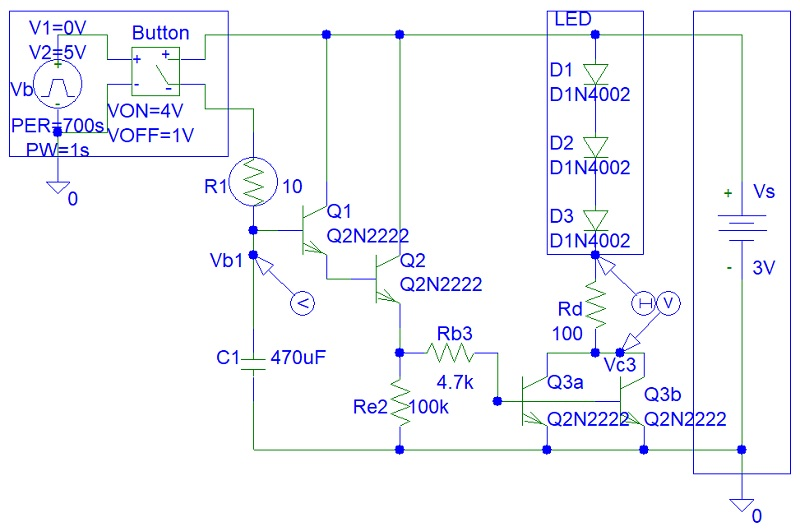 V1=0V
V2=5V
Vb
PER=700s
PW=1s
0
Button
+
+
-
-
VON=4V
VOFF=1V
R1
10
Vb1
V
C1
470uF
Q1
Q2N2222
Q2
Q2N2222
Rb3
4.7k
Re2
100k
LED
D1
D1N4002
D2
D1N4002
D3
D1N4002
I
V
Rd
100
Vc3
Q3a
Q2N2222
Q3b
Q2N2222
+
Vs
-
3V
0